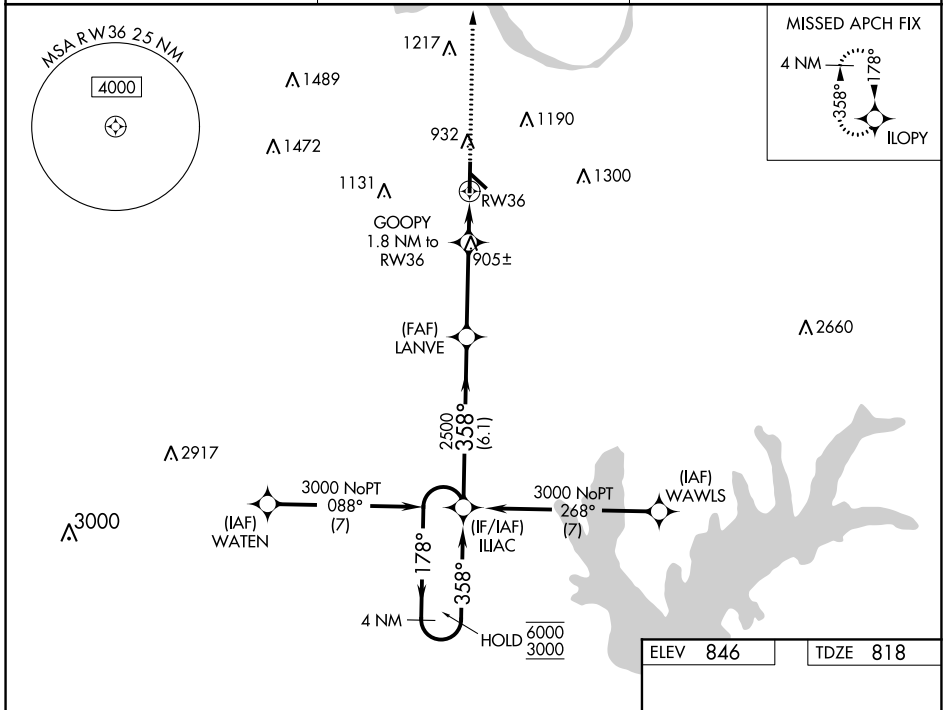 MSA RW36 25 NM
4000
1217
1489
1472
932
1190
1131
1300
RW36
GOOPY
1.8 NM to
RW36
905±
MISSED APCH FIX
4 NM
358°
178°
ILOPY
(FAF)
LANVE
2660
2500
358°
(6.1)
2917
3000
(IAF)
WATEN
3000 NoPT
088°
(7)
(IF/IAF)
ILIAC
3000 NoPT
268°
(7)
(IAF)
WAWLS
178°
358°
4 NM
HOLD 6000
3000
ELEV 846
TDZE 818